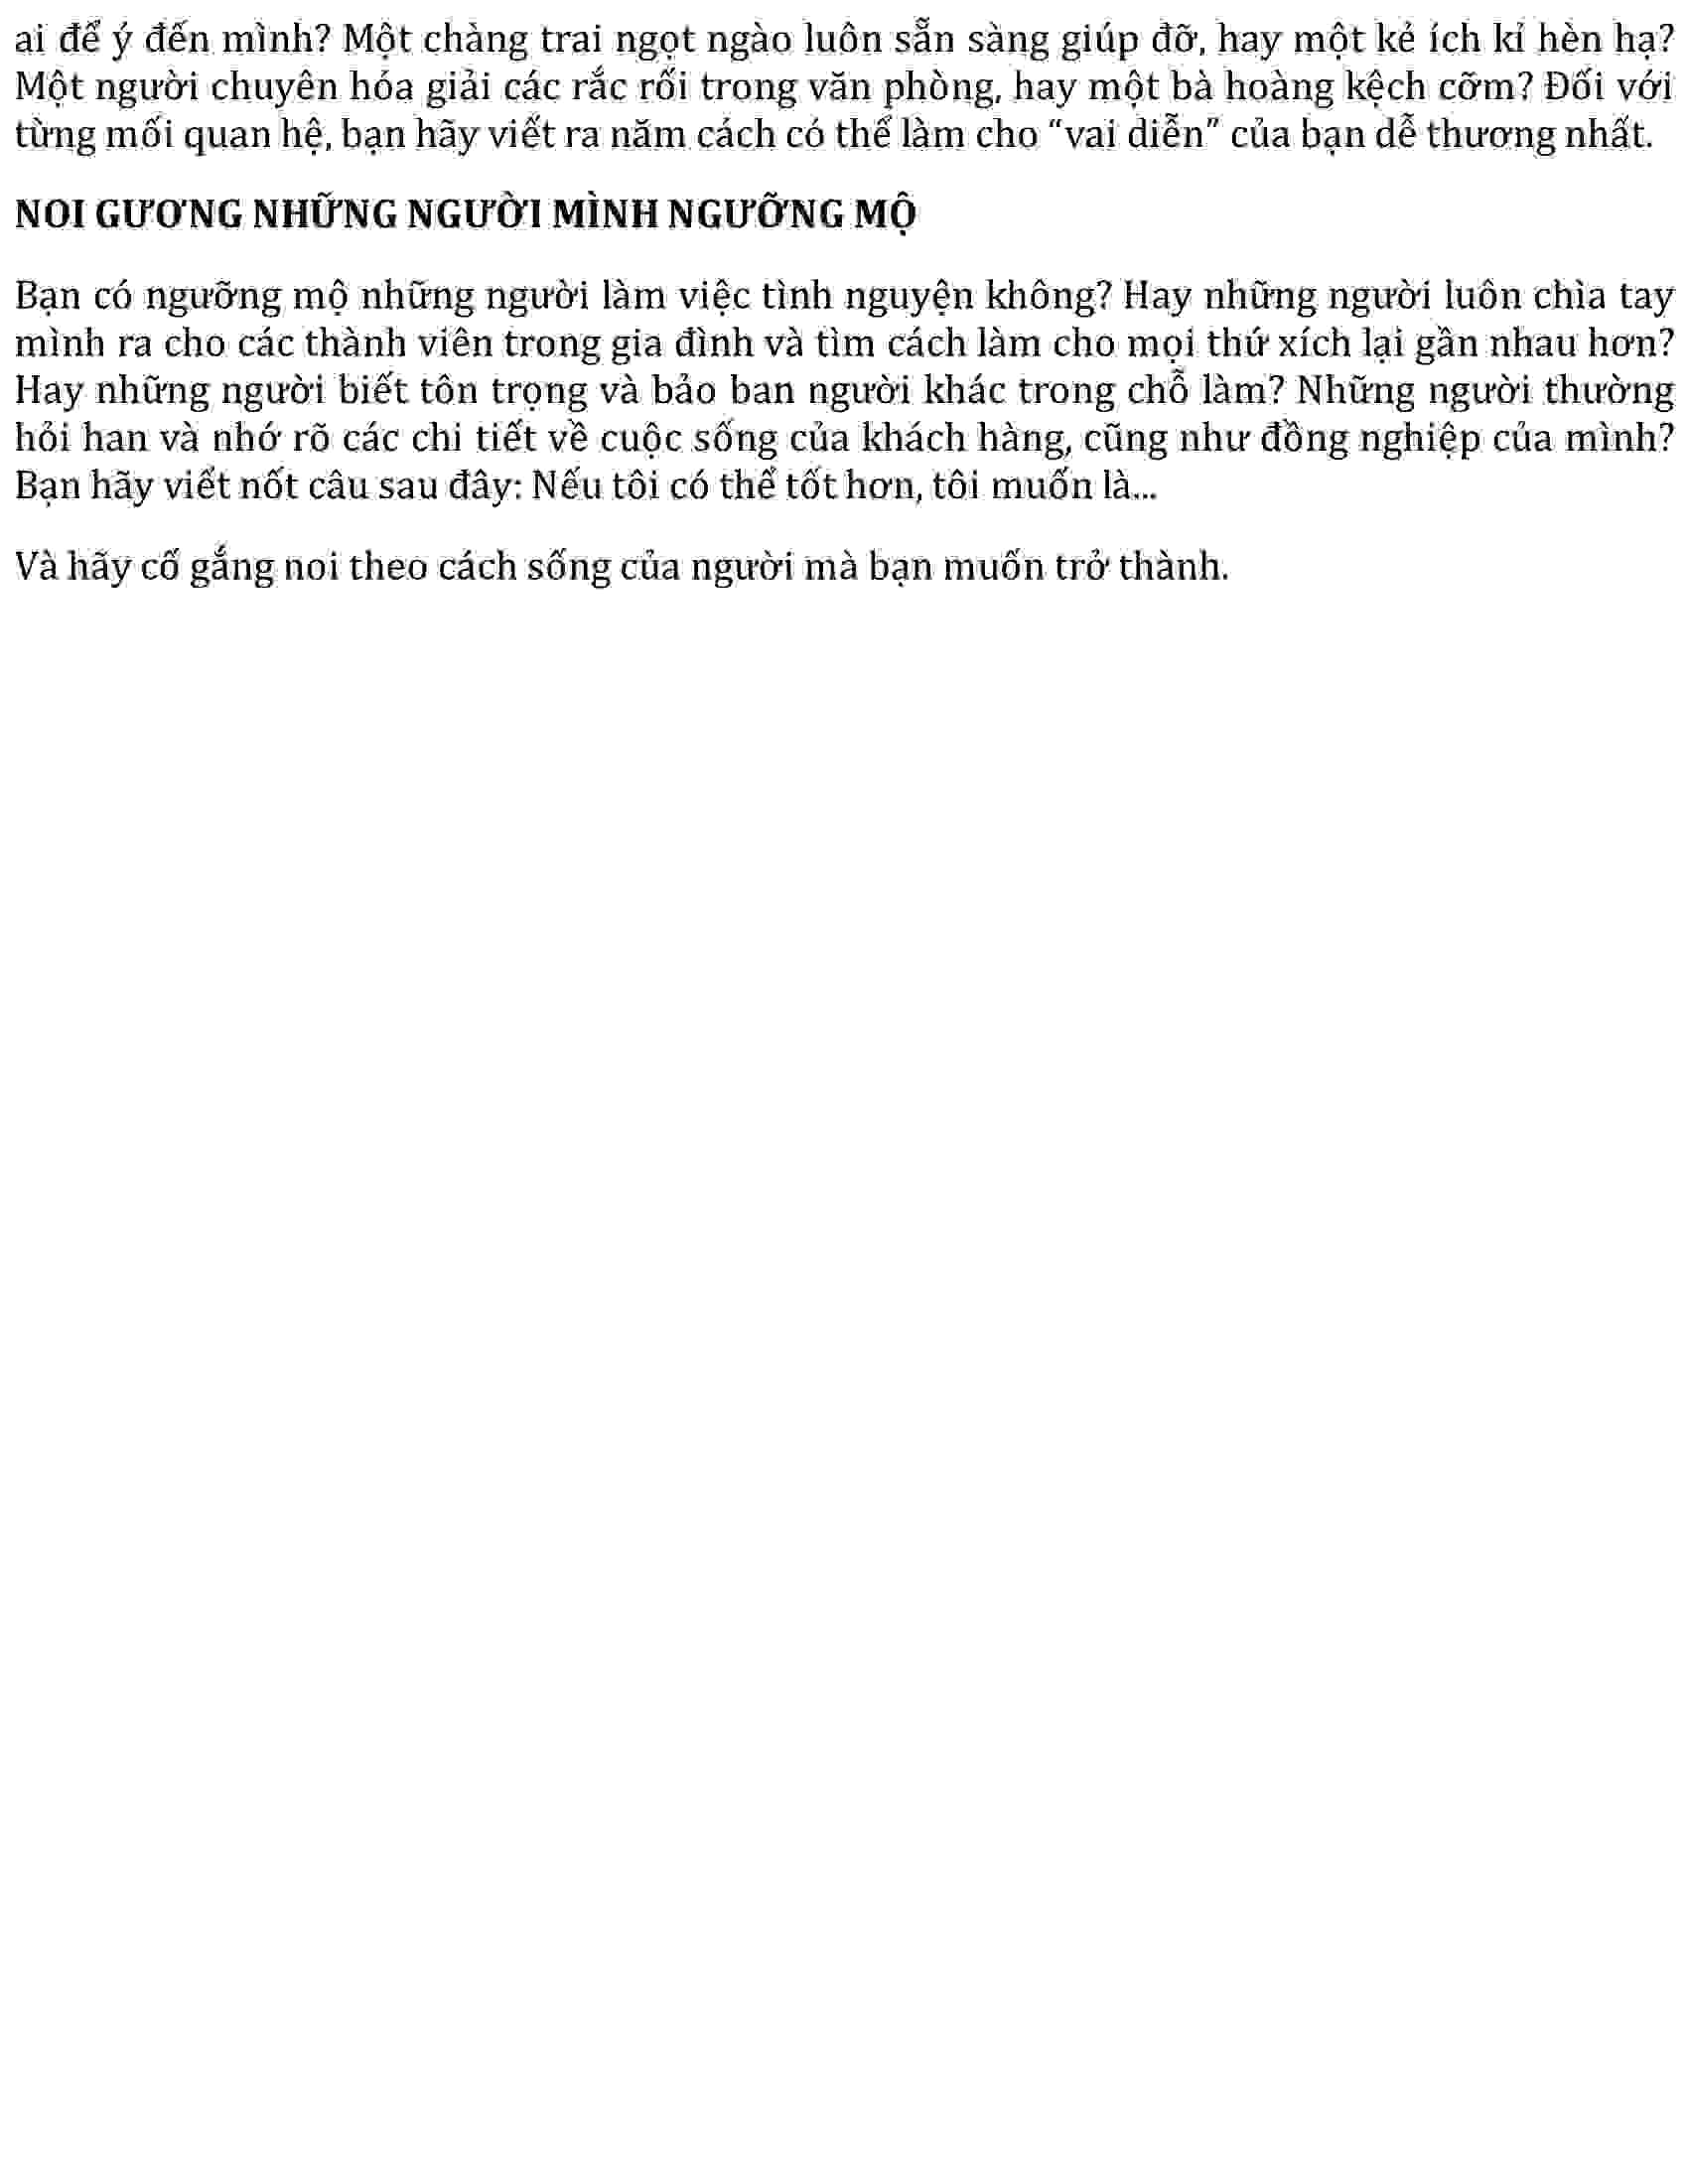 ai để ý đến mình? Một chàng trai ngọt ngào luôn sẵn sàng giúp đỡ, hay một kẻ ích kỉ hèn hạ?
Một người chuyên hóa giải các rắc rối trong văn phòng, hay một bà hoàng kệch cỡm? Đối với
từng mối quan hệ, bạn hãy viết ra năm cách có thể làm cho “vai diễn” của bạn dễ thương nhất.
NOI GƯƠNG NHỮNG NGƯỜI MÌNH NGƯỠNG MỘ
Bạn có ngưỡng mộ những người làm việc tình nguyện không? Hay những người luôn chìa tay
mình ra cho các thành viên trong gia đình và tìm cách làm cho mọi thứ xích lại gần nhau hơn?
Hay những người biết tôn trọng và bảo ban người khác trong chỗ làm? Những người thường
hỏi han và nhớ rõ các chi tiết về cuộc sống của khách hàng, cũng như đồng nghiệp của mình?
Bạn hãy viết nốt câu sau đây: Nếu tôi có thể tốt hơn, tôi muốn là...
Và hãy cố gắng noi theo cách sống của người mà bạn muốn trở thành.